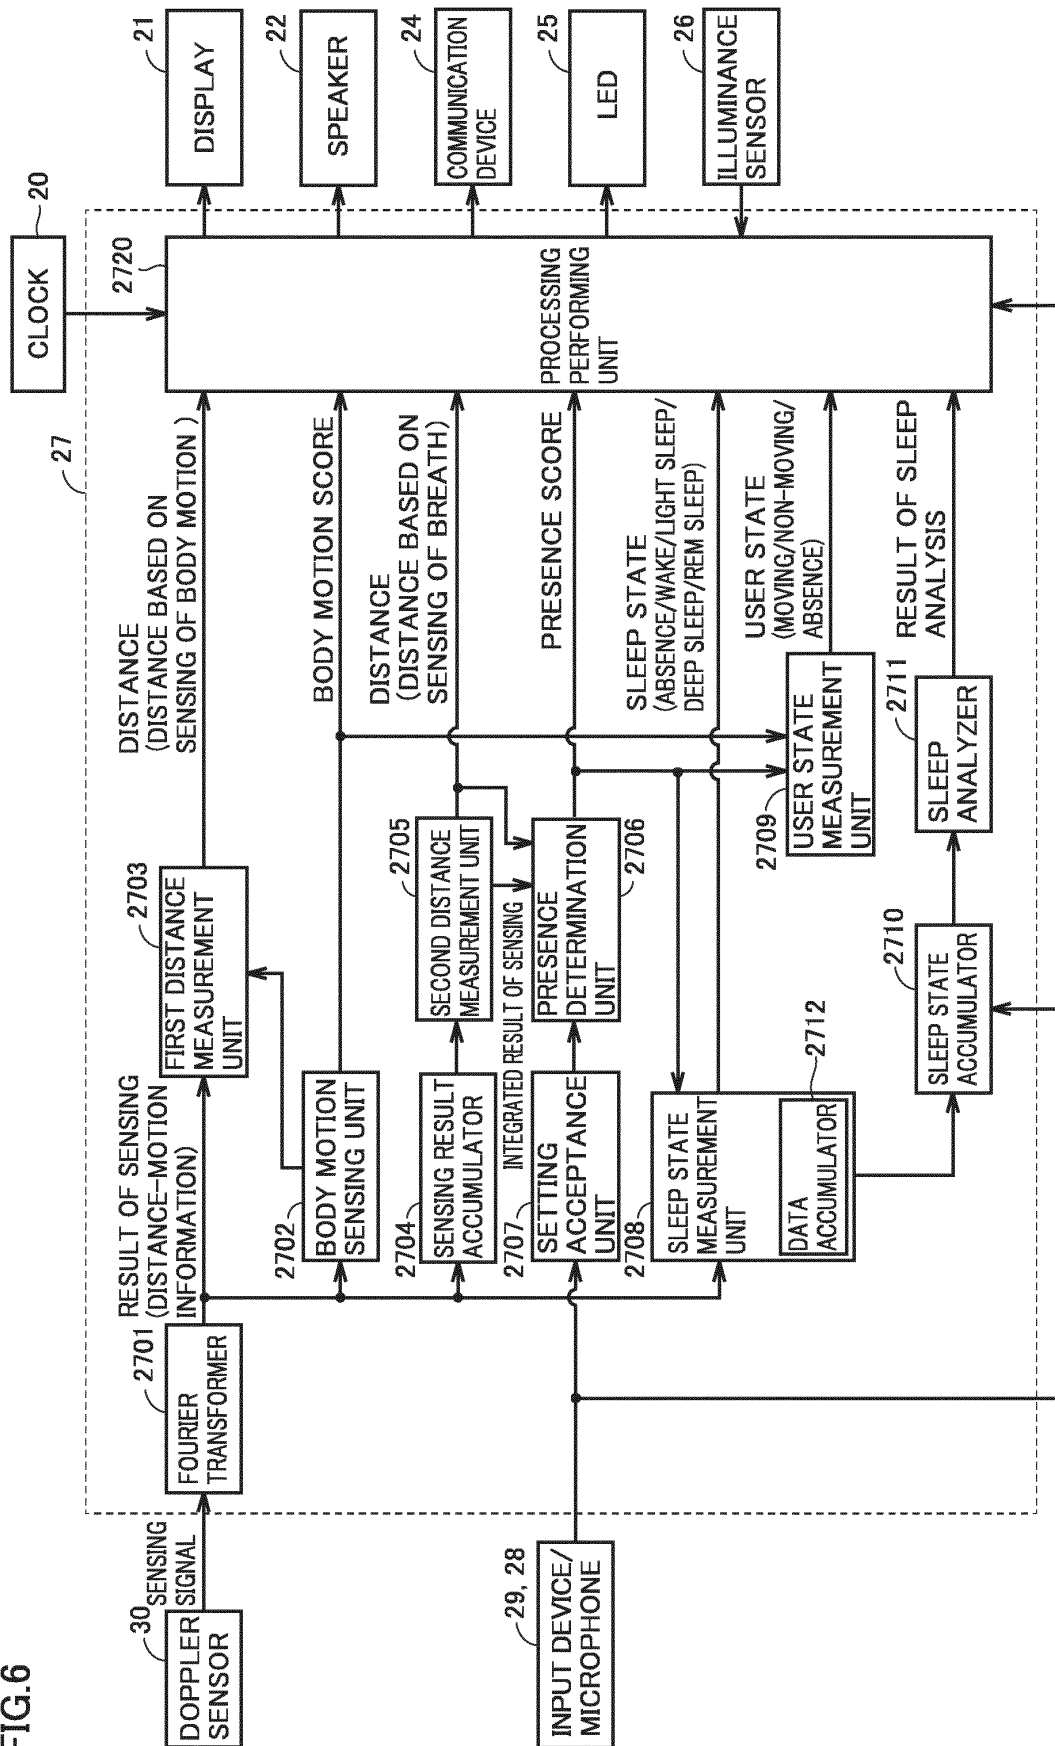 FIG.6
30
DOPPLER
SENSOR
SENSING
SIGNAL
29, 28
INPUT DEVICE/
MICROPHONE
27
2701
FOURIER
TRANSFORMER
RESULT OF SENSING
(DISTANCE-MOTION
INFORMATION)
2702
BODY MOTION
SENSING UNIT
2703
FIRST DISTANCE
MEASUREMENT
UNIT
DISTANCE
(DISTANCE BASED ON
SENSING OF BODY MOTION )
BODY MOTION SCORE
2704
SENSING RESULT
ACCUMULATOR
2705
SECOND DISTANCE
MEASUREMENT UNIT
DISTANCE
(DISTANCE BASED ON
SENSING OF BREATH)
INTEGRATED RESULT OF SENSING
2707
SETTING
ACCEPTANCE
UNIT
2706
PRESENCE
DETERMINATION
UNIT
PRESENCE SCORE
2708
SLEEP STATE
MEASUREMENT
UNIT
2712
DATA
ACCUMULATOR
SLEEP STATE
(ABSENCE/WAKE/LIGHT SLEEP/
DEEP SLEEP/REM SLEEP)
2709
USER STATE
MEASUREMENT
UNIT
USER STATE
(MOVING/NON-MOVING/
ABSENCE)
2710
SLEEP STATE
ACCUMULATOR
2711
SLEEP
ANALYZER
RESULT OF SLEEP
ANALYSIS
20
CLOCK
2720
PROCESSING
PERFORMING
UNIT
21
DISPLAY
22
SPEAKER
24
COMMUNICATION
DEVICE
25
LED
26
ILLUMINANCE
SENSOR